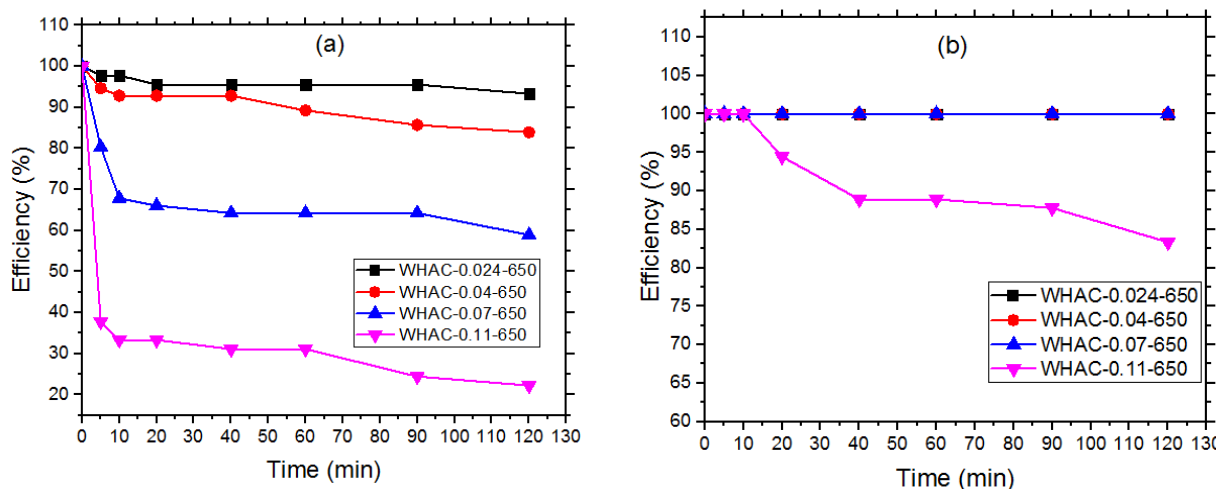 (a)
Efficiency (%)
100
90
80
70
60
50
40
30
20
WHAC-0.024-650
WHAC-0.04-650
WHAC-0.07-650
WHAC-0.11-650
0 10 20 30 40 50 60 70 80 90 100 110 120 130
Time (min)
(b)
Efficiency (%)
110
105
100
95
90
85
80
75
70
65
60
WHAC-0.024-650
WHAC-0.04-650
WHAC-0.07-650
WHAC-0.11-650
0 10 20 30 40 50 60 70 80 90 100 110 120 130
Time (min)